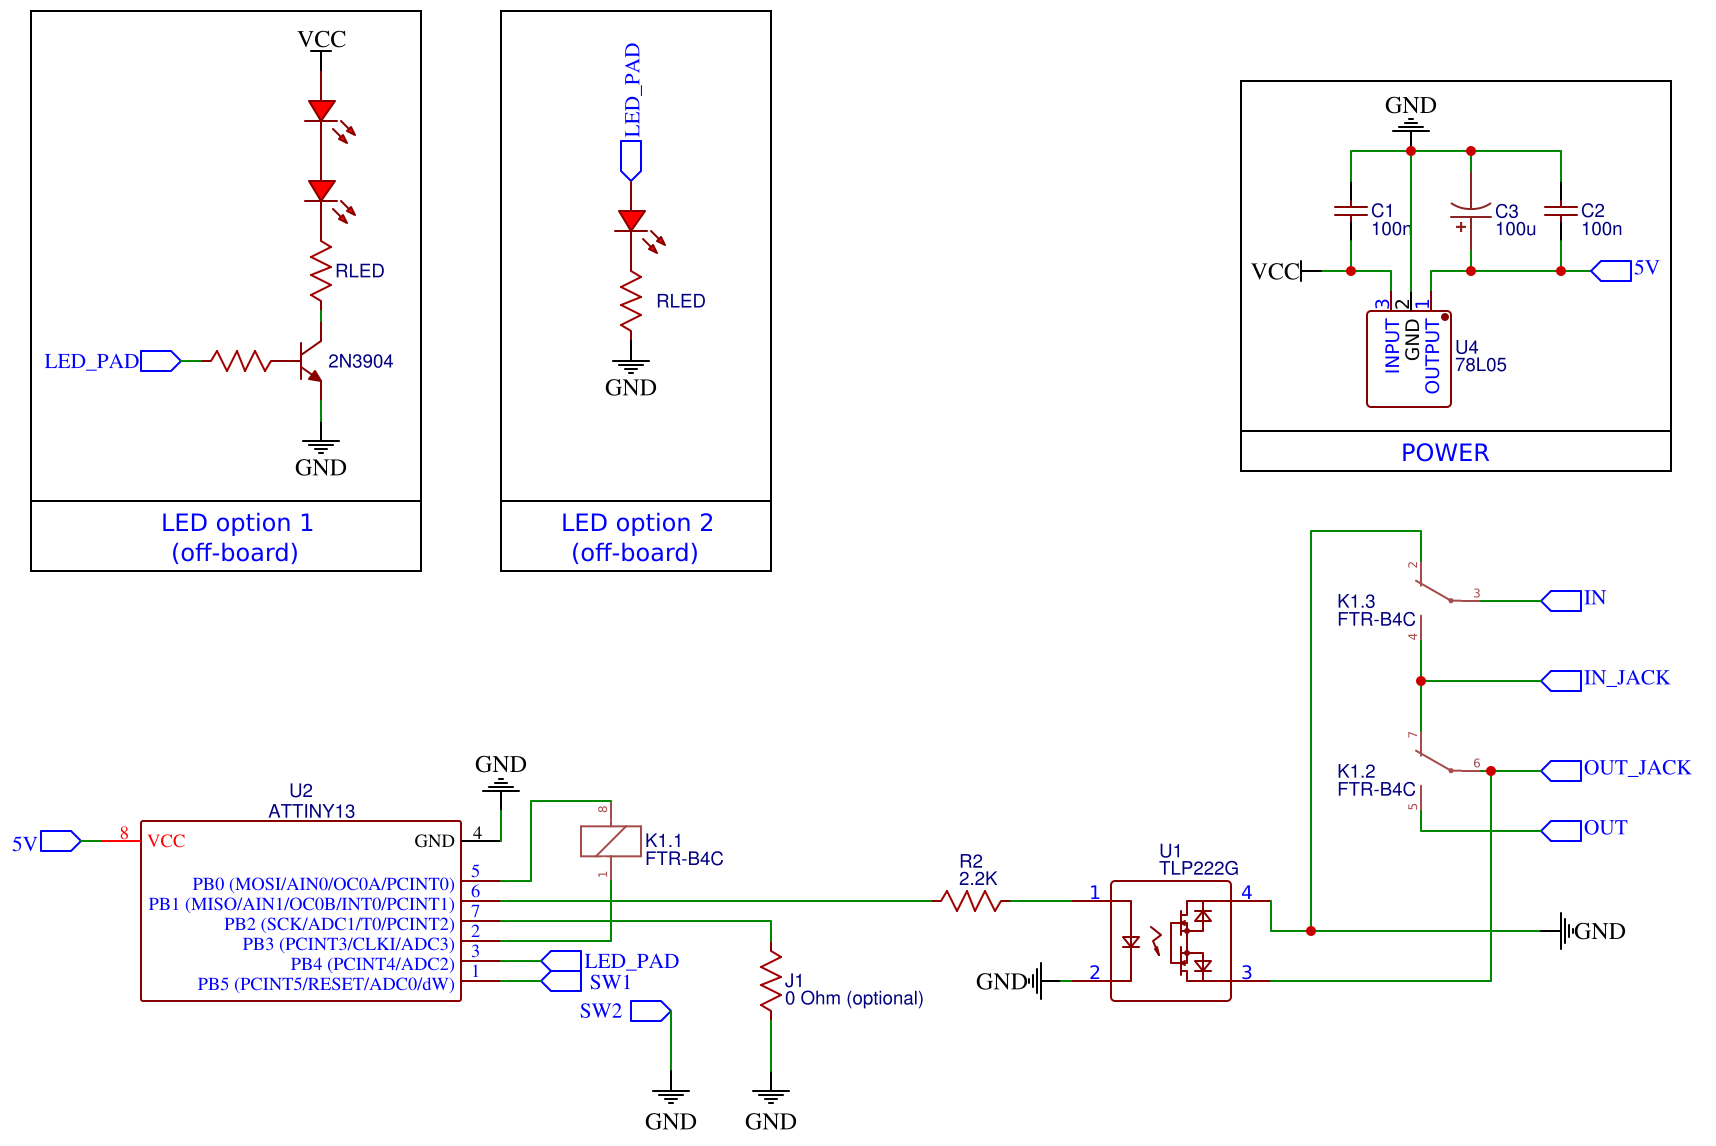 VCC
RLED
LED_PAD
2N3904
GND
LED option 1
(off-board)
LED_PAD
RLED
GND
LED option 2
(off-board)
GND
C1
100n
C3
100u
C2
100n
VCC
5V
3
2
1
INPUT
GND
OUTPUT
U4
78L05
POWER
2
3
IN
K1.3
FTR-B4C
4
IN_JACK
7
6
OUT_JACK
K1.2
FTR-B4C
5
OUT
GND
U2
ATTINY13
5V
8
VCC
GND
4
PB0 (MOSI/AIN0/OC0A/PCINT0)
5
PB1 (MISO/AIN1/OC0B/INT0/PCINT1)
6
PB2 (SCK/ADC1/T0/PCINT2)
7
PB3 (PCINT3/CLKI/ADC3)
2
PB4 (PCINT4/ADC2)
3
PB5 (PCINT5/RESET/ADC0/dW)
1
8
K1.1
FTR-B4C
1
LED_PAD
SW1
SW2
GND
J1
0 Ohm (optional)
GND
R2
2.2K
U1
TLP222G
1
4
2
3
GND
GND